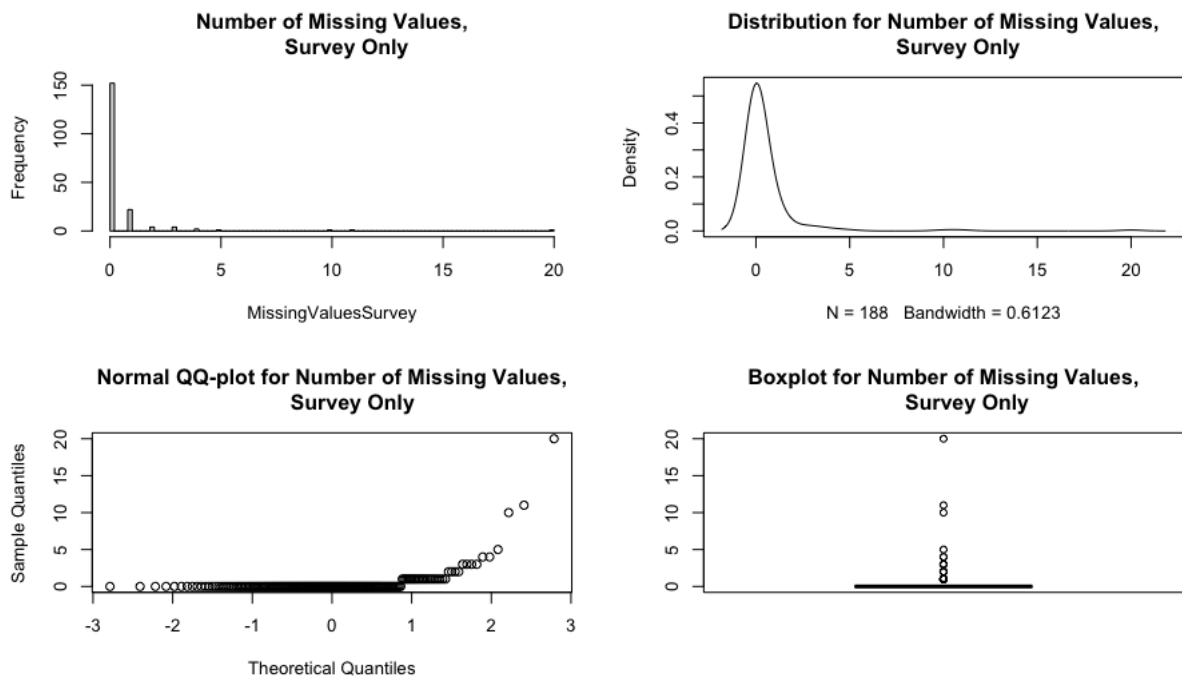 Number of Missing Values,
Survey Only
Frequency
0 50 100 150
0 5 10 15 20
MissingValuesSurvey
Distribution for Number of Missing Values,
Survey Only
Density
0.0 0.2 0.4
0 5 10 15 20
N = 188 Bandwidth = 0.6123
Normal QQ-plot for Number of Missing Values,
Survey Only
Sample Quantiles
0 5 10 15 20
-3 -2 -1 0 1 2 3
Theoretical Quantiles
Boxplot for Number of Missing Values,
Survey Only
0 5 10 15 20